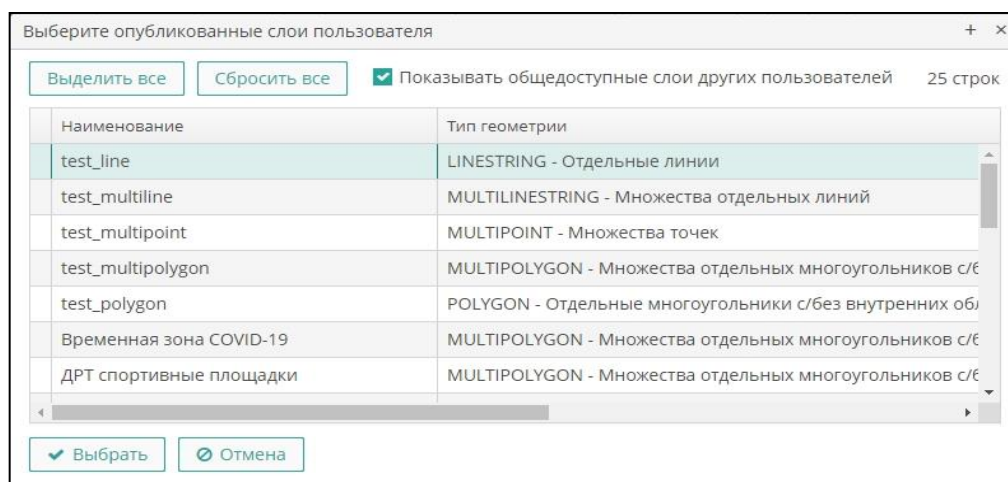 Выберите опубликованные слои пользователя
Выделить все Сбросить все Показывать общедоступные слои других пользователей 25 строк
Наименование Тип геометрии
test_line LINESTRING - Отдельные линии
test_multiline MULTILINESTRING - Множества отдельных линий
test_multipoint MULTIPOINT - Множества точек
test_multipolygon MULTIPOLYGON - Множества отдельных многоугольников с/б
test_polygon POLYGON - Отдельные многоугольники с/без внутренних об
Временная зона COVID-19 MULTIPOLYGON - Множества отдельных многоугольников с/б
ДРТ спортивные площадки MULTIPOLYGON - Множества отдельных многоугольников с/б
Выбрать Отмена